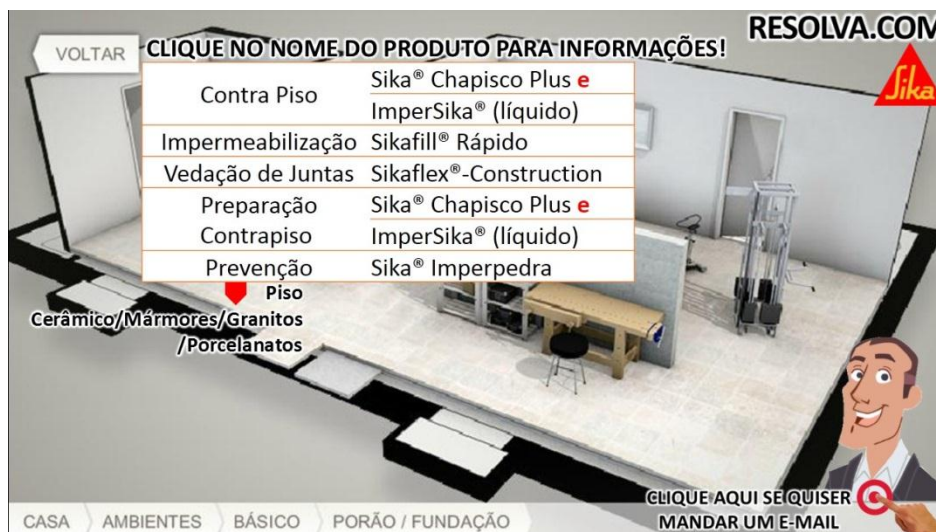 RESOLVA.COM
VOLTAR
CLIQUE NO NOME DO PRODUTO PARA INFORMAÇÕES!
Sika
Contra Piso
Sika® Chapisco Plus e
ImperSika® (líquido)
Impermeabilização Sikafill® Rápido
Vedação de Juntas Sikaflex®-Construction
Preparação
Contrapiso
Sika® Chapisco Plus e
ImperSika® (líquido)
Prevenção Sika® Imperpedra
Piso
Cerâmico/Mármores/Granitos
/Porcelanatos
CLIQUE AQUI SE QUISER
MANDAR UM E-MAIL
CASA AMBIENTES BÁSICO PORÃO / FUNDAÇÃO